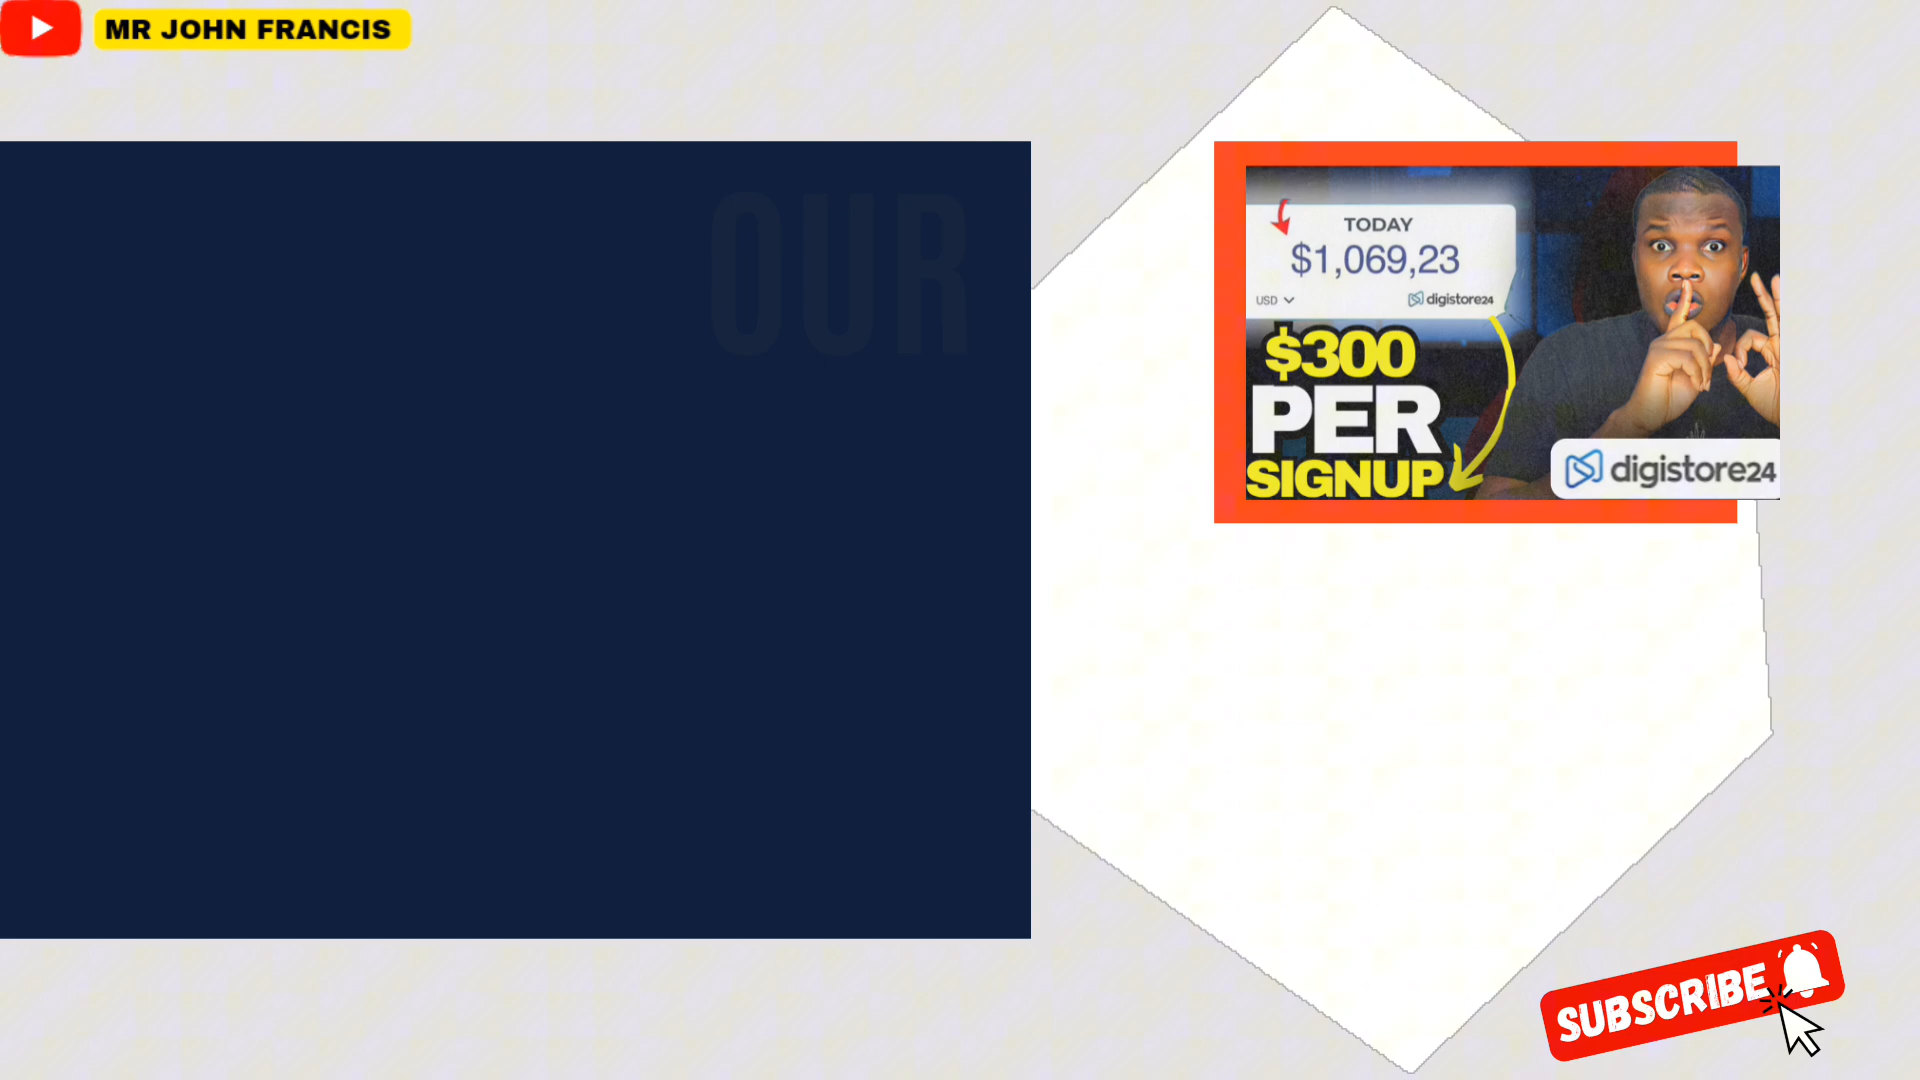 MR JOHN FRANCIS
OUR
TODAY
$1,069,23
USD
digistore24
$300
PER
SIGNUP
digistore24
SUBSCRIBE